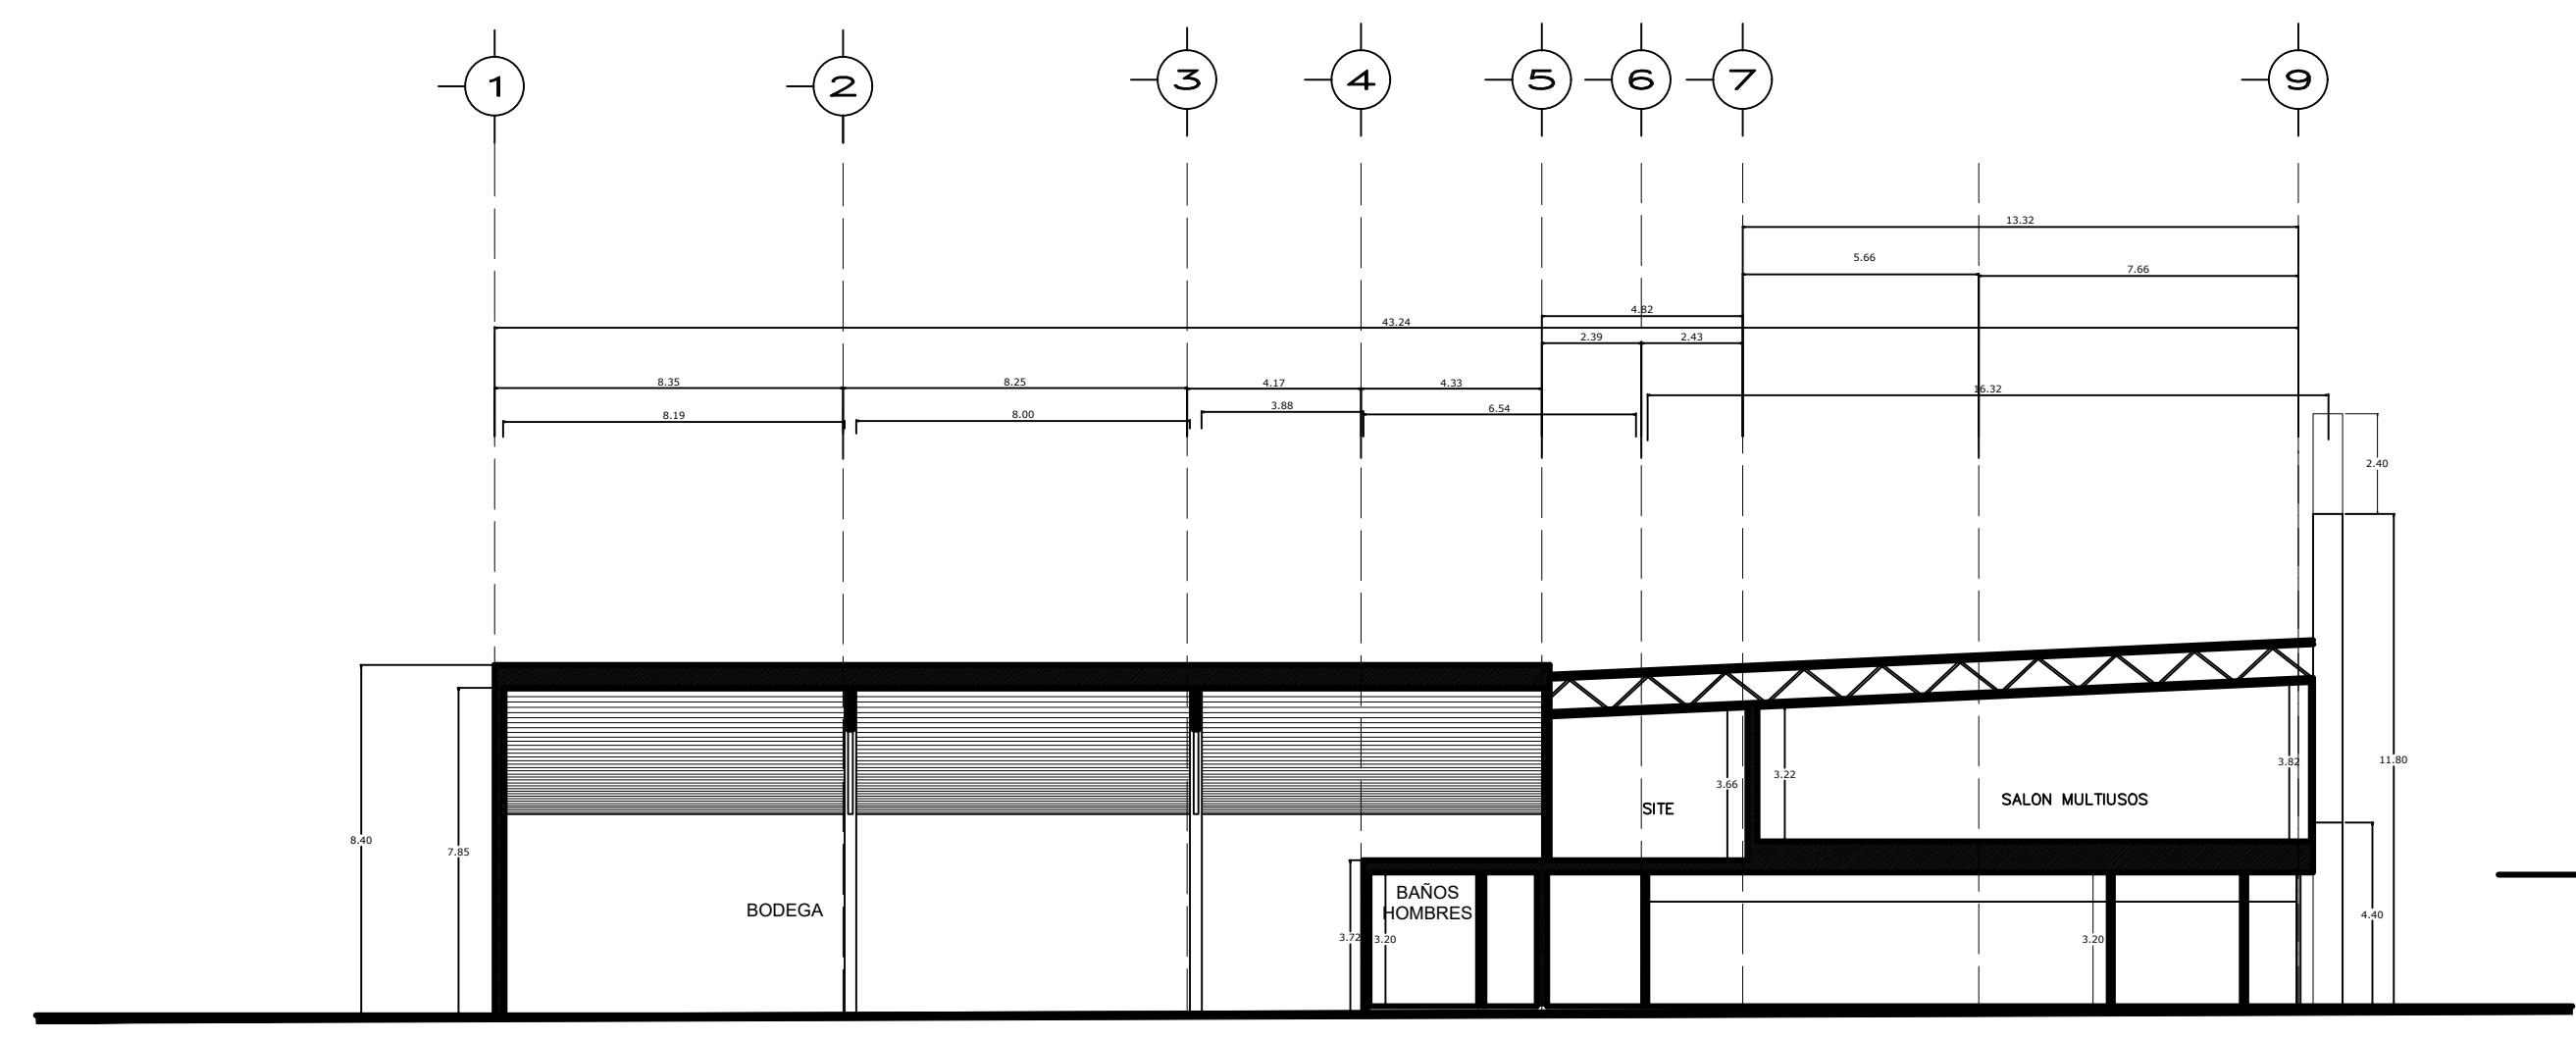 1 2 3 4 5 6 7 9
13.32
5.66 7.66
4.82
43.24
2.39 2.43
8.35 8.25 4.17 4.33 16.32
8.19 8.00 3.88 6.54
2.40
11.80
3.66 3.22 3.82
SITE SALON MULTIUSOS
8.40
7.85
BODEGA
BAÑOS
HOMBRES
3.72 3.20 3.20 4.40